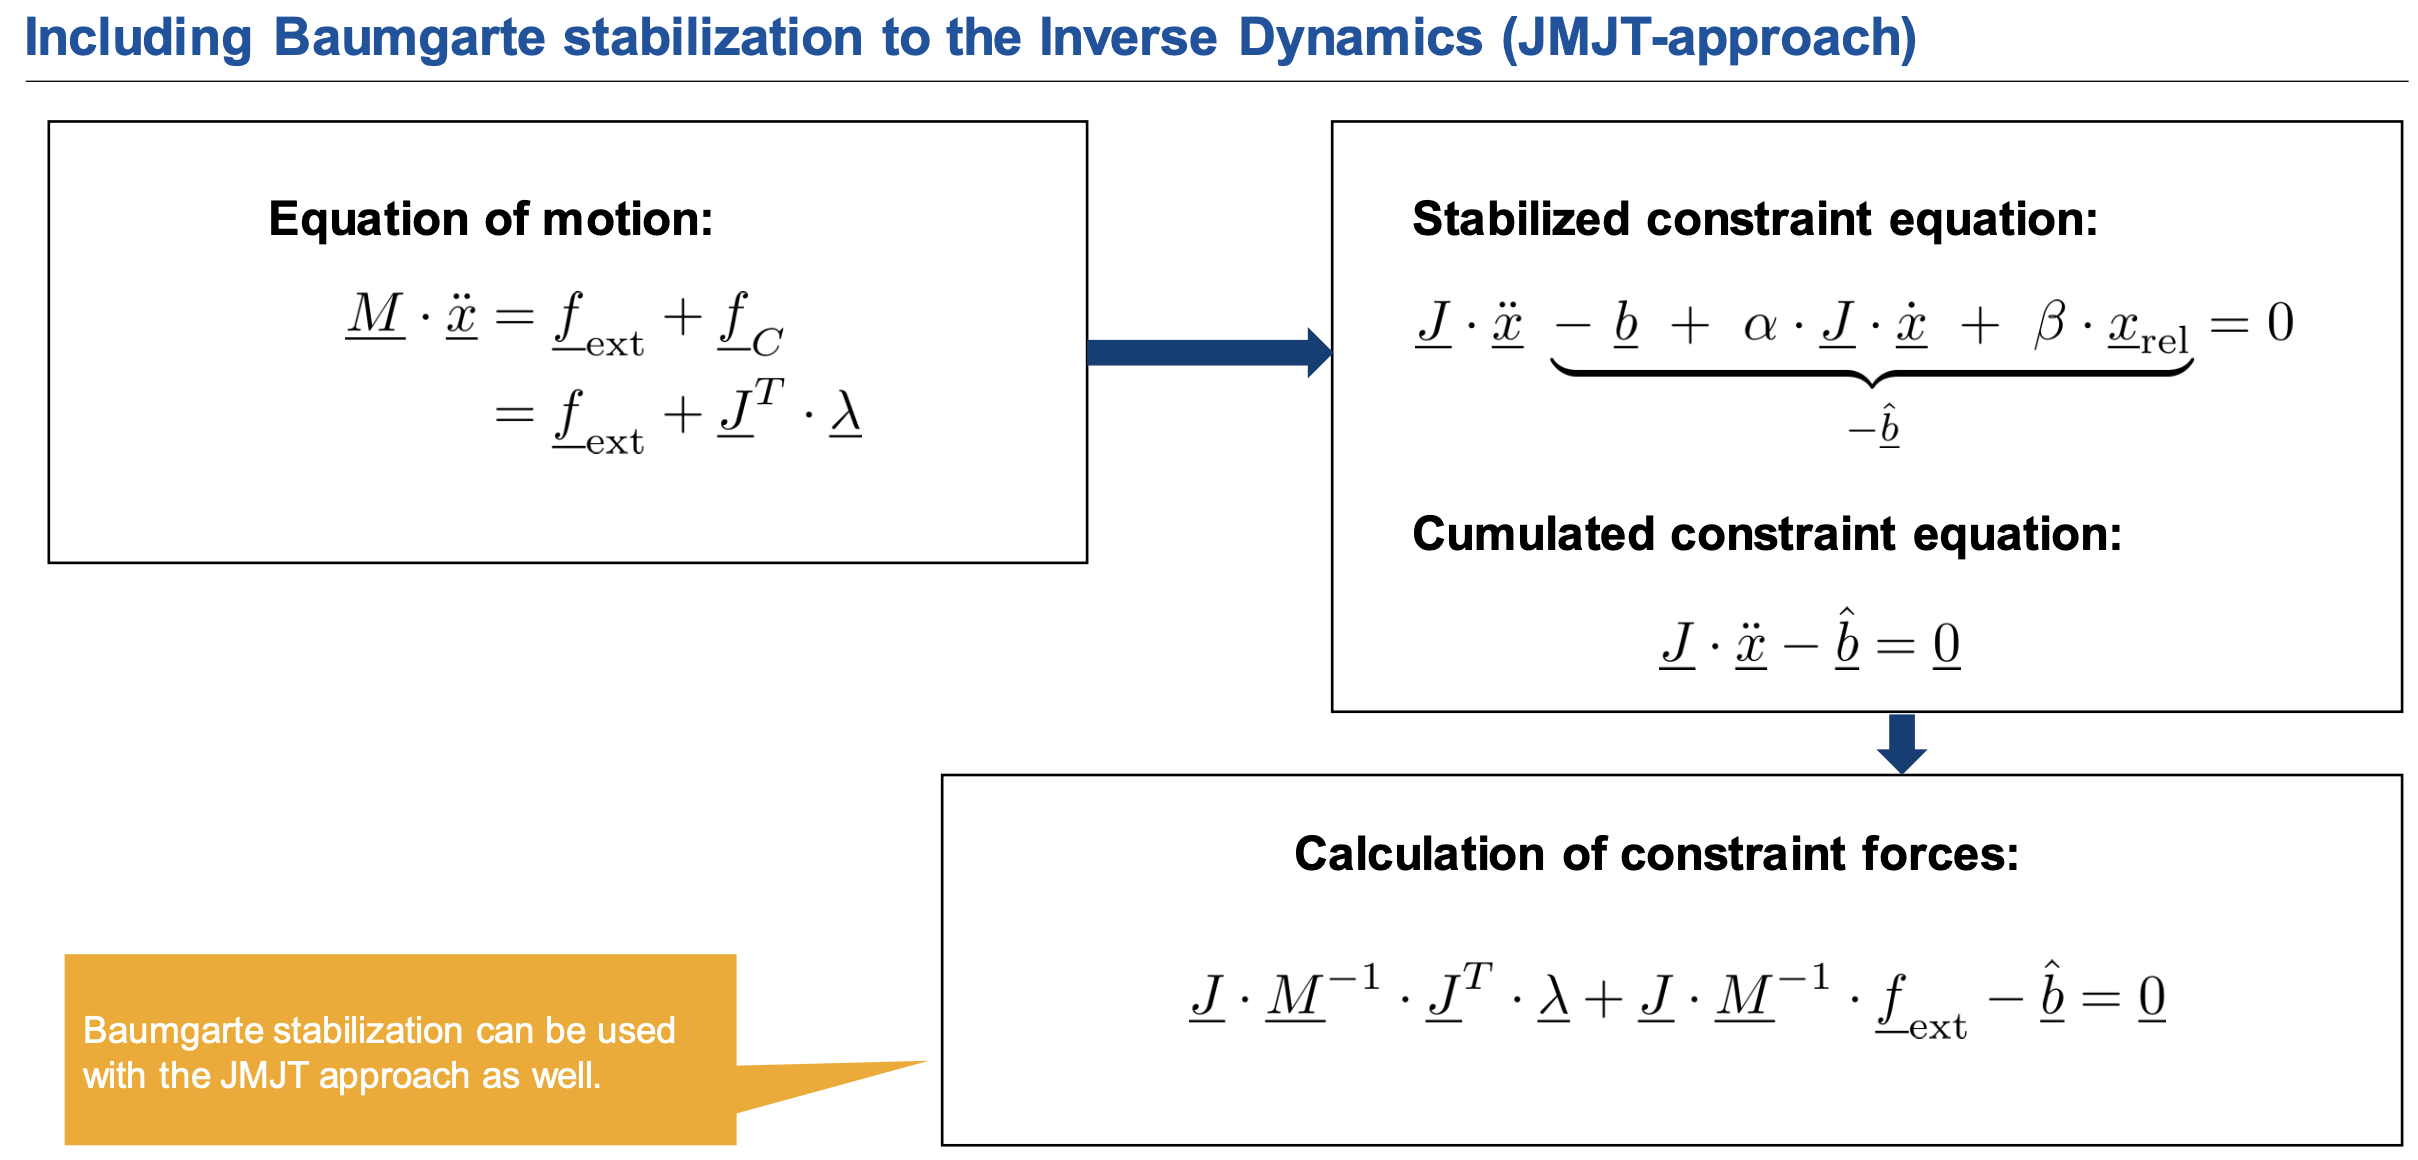 Including Baumgarte stabilization to the Inverse Dynamics (JMJT-approach)
Equation of motion:
$\underline{M} \cdot \underline{\ddot{x}} = \underline{f}_{\text{ext}} + \underline{f}_C$
$= \underline{f}_{\text{ext}} + \underline{J}^T \cdot \underline{\lambda}$
Stabilized constraint equation:
$\underline{J} \cdot \underline{\ddot{x}} \underbrace{- \underline{b} + \alpha \cdot \underline{J} \cdot \underline{\dot{x}} + \beta \cdot \underline{x}_{\text{rel}}}_{-\underline{\hat{b}}} = 0$
Cumulated constraint equation:
$\underline{J} \cdot \underline{\ddot{x}} - \underline{\hat{b}} = \underline{0}$
Calculation of constraint forces:
$\underline{J} \cdot \underline{M}^{-1} \cdot \underline{J}^T \cdot \underline{\lambda} + \underline{J} \cdot \underline{M}^{-1} \cdot \underline{f}_{\text{ext}} - \underline{\hat{b}} = \underline{0}$
Baumgarte stabilization can be used
with the JMJT approach as well.